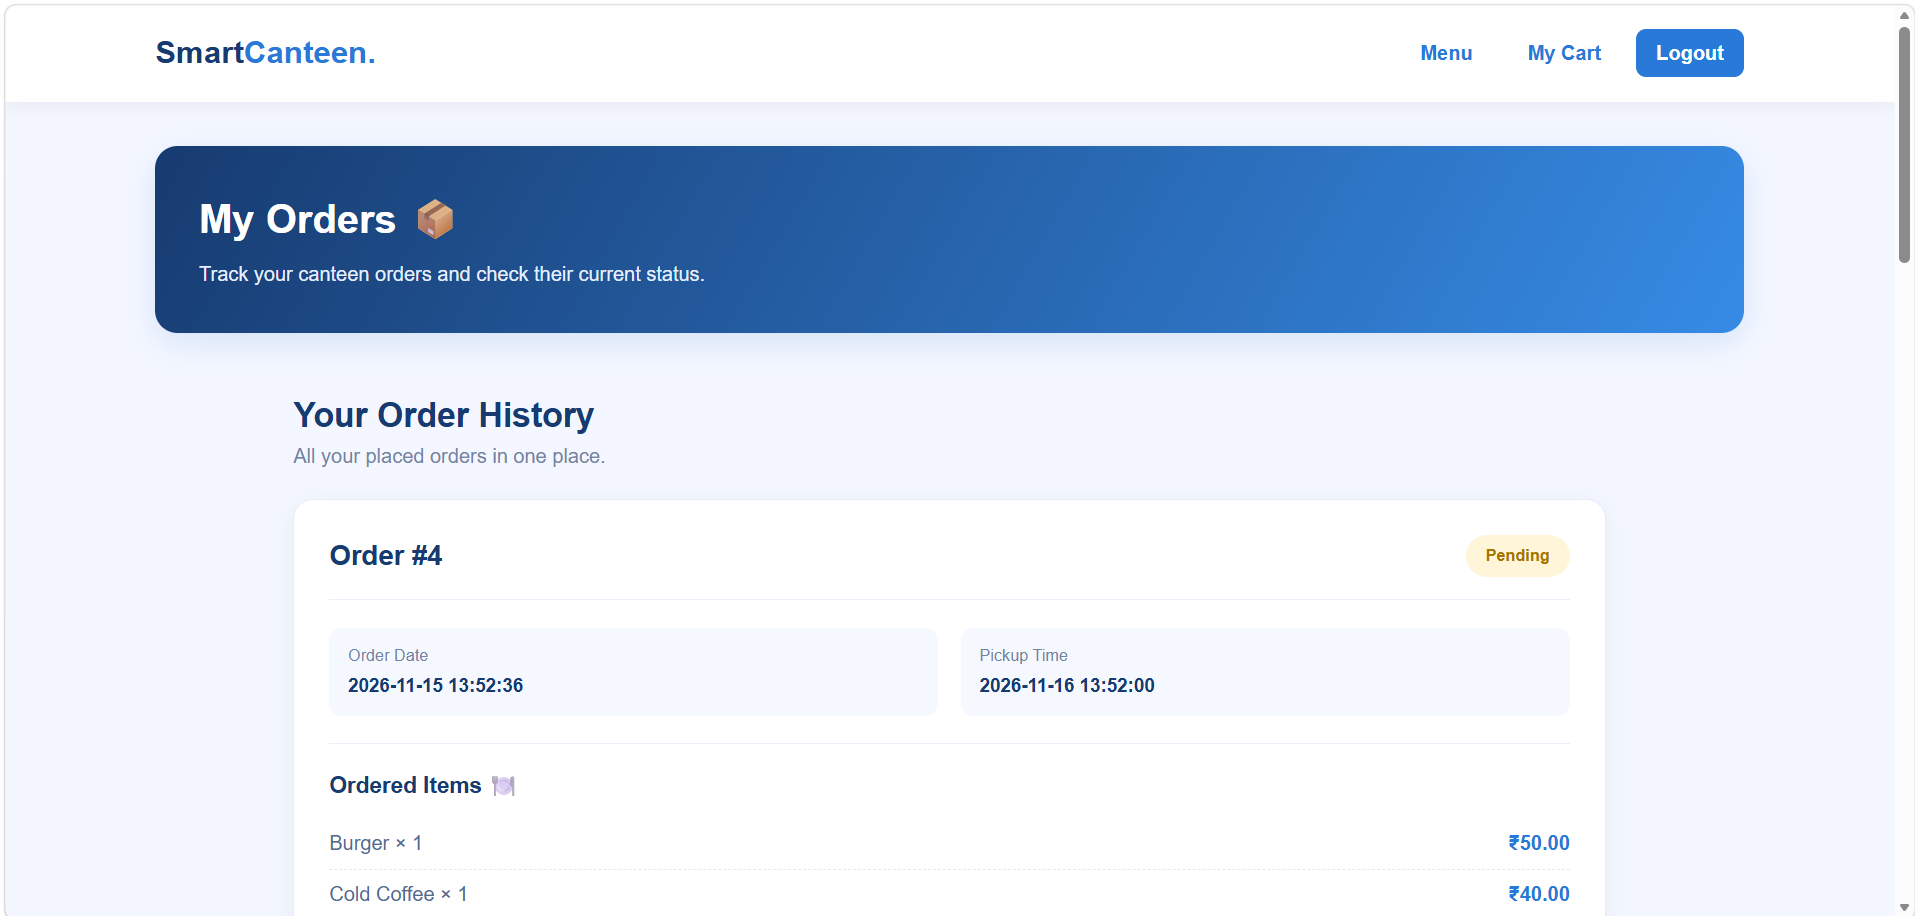 SmartCanteen.
Menu
My Cart
Logout
My Orders
Track your canteen orders and check their current status.
Your Order History
All your placed orders in one place.
Order #4
Pending
Order Date
2026-11-15 13:52:36
Pickup Time
2026-11-16 13:52:00
Ordered Items
Burger × 1
₹50.00
Cold Coffee × 1
₹40.00